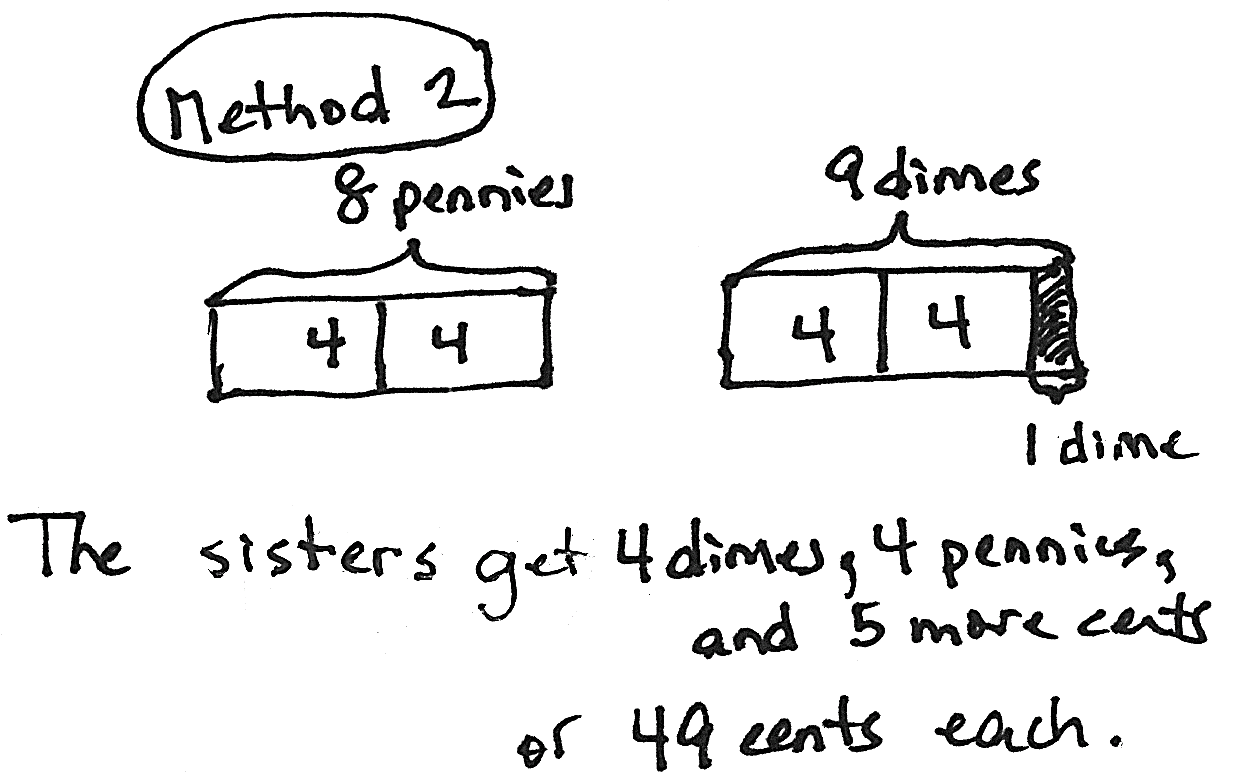 Method 2
8 pennies
9 dimes
4 4
4 4
1 dime
The sisters get 4 dimes, 4 pennies,
and 5 more cents
or 49 cents each.